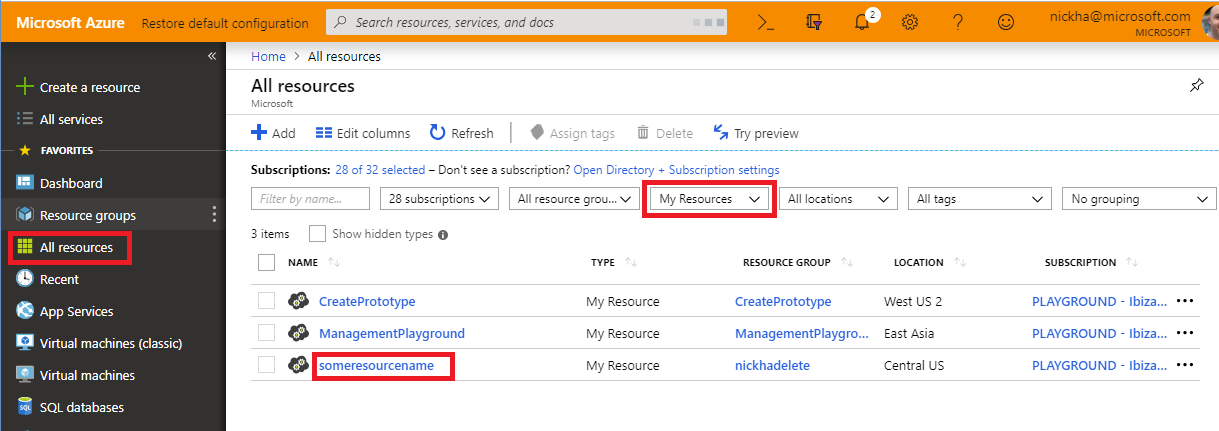 Microsoft Azure Restore default configuration Search resources, services, and docs 2 nickha@microsoft.com
MICROSOFT
«
Create a resource
All services
FAVORITES
Dashboard
Resource groups
All resources
Recent
App Services
Virtual machines (classic)
Virtual machines
SQL databases
Home > All resources
All resources
Microsoft
Add Edit columns Refresh Assign tags Delete Try preview
Subscriptions: 28 of 32 selected – Don't see a subscription? Open Directory + Subscription settings
Filter by name... 28 subscriptions All resource grou... My Resources All locations All tags No grouping
3 items Show hidden types
NAME TYPE RESOURCE GROUP LOCATION SUBSCRIPTION
CreatePrototype My Resource CreatePrototype West US 2 PLAYGROUND - Ibiza... •••
ManagementPlayground My Resource ManagementPlaygro... East Asia PLAYGROUND - Ibiza... •••
someresourcename My Resource nickhadelete Central US PLAYGROUND - Ibiza... •••